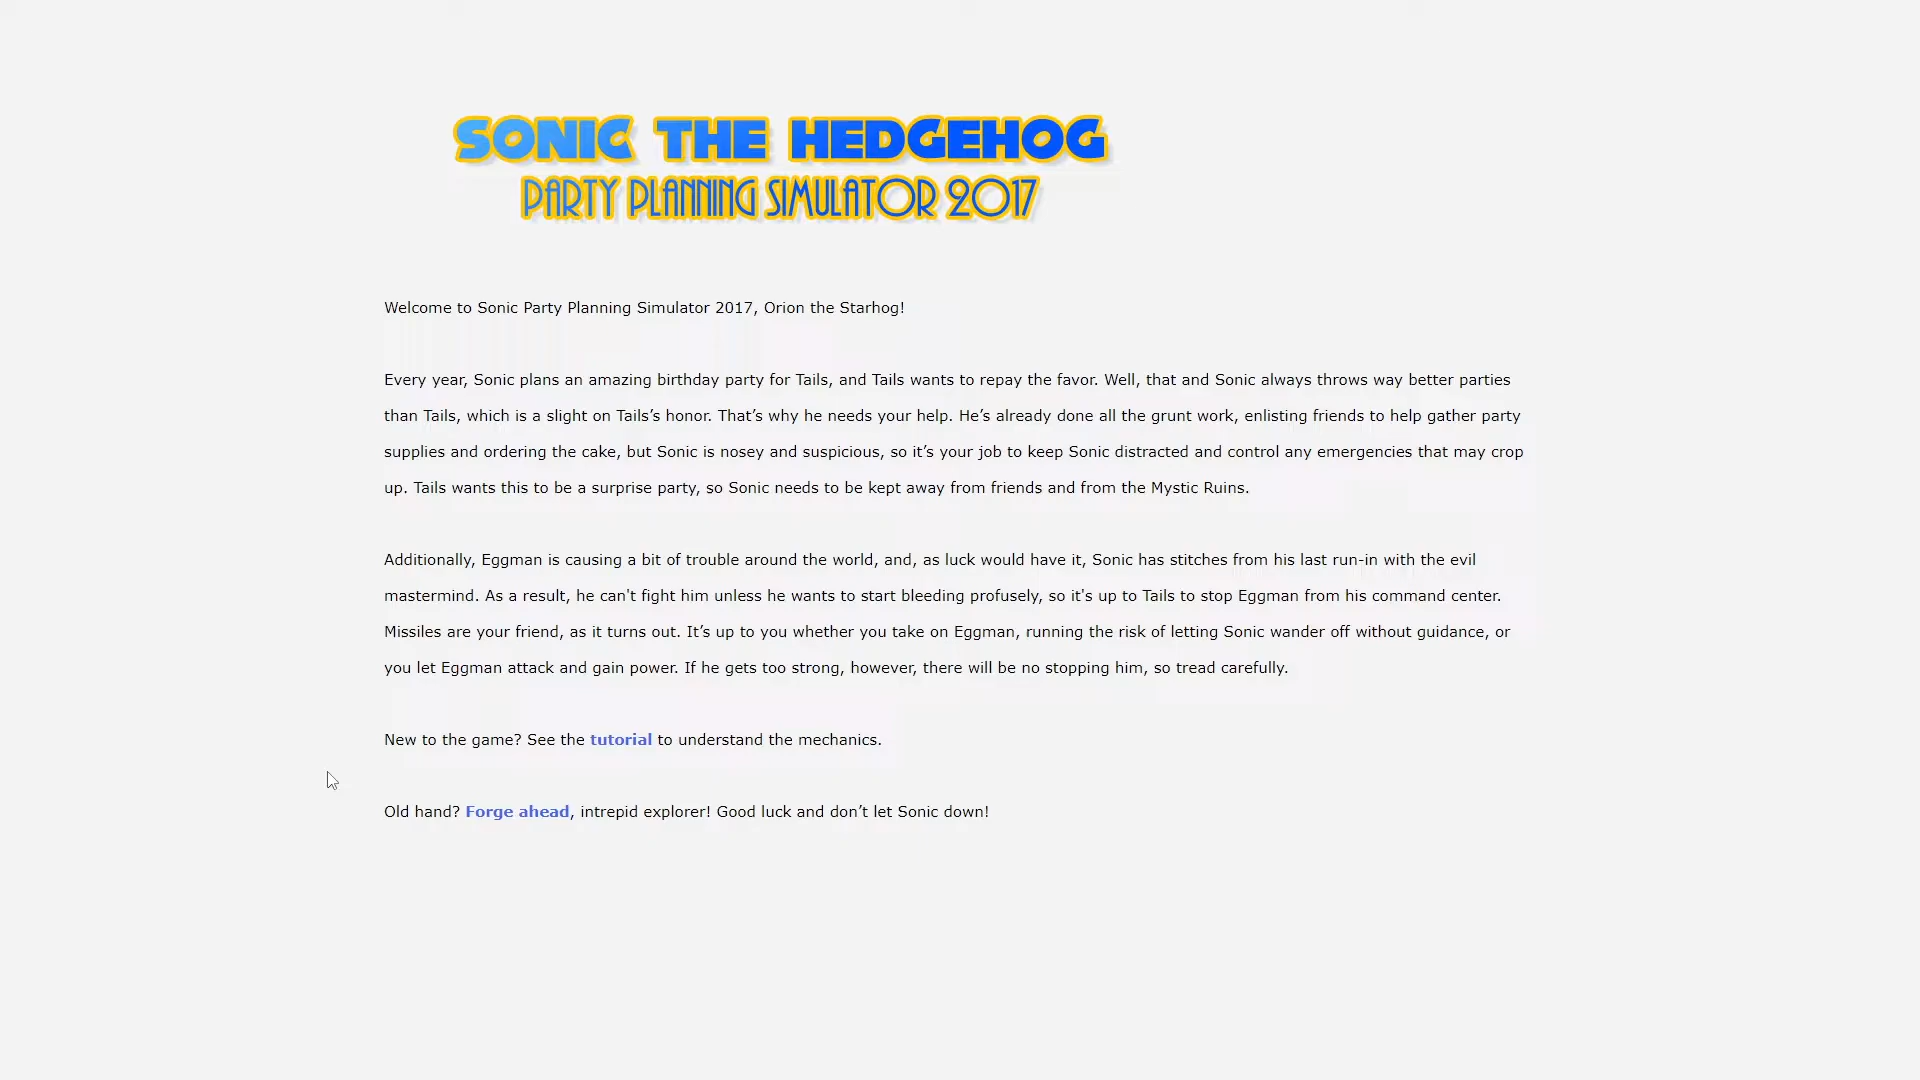 SONIC THE HEDGEHOG
PARTY PLANNING SIMULATOR 2017
Welcome to Sonic Party Planning Simulator 2017, Orion the Starhog!
Every year, Sonic plans an amazing birthday party for Tails, and Tails wants to repay the favor. Well, that and Sonic always throws way better parties
than Tails, which is a slight on Tails’s honor. That’s why he needs your help. He’s already done all the grunt work, enlisting friends to help gather party
supplies and ordering the cake, but Sonic is nosey and suspicious, so it’s your job to keep Sonic distracted and control any emergencies that may crop
up. Tails wants this to be a surprise party, so Sonic needs to be kept away from friends and from the Mystic Ruins.
Additionally, Eggman is causing a bit of trouble around the world, and, as luck would have it, Sonic has stitches from his last run-in with the evil
mastermind. As a result, he can't fight him unless he wants to start bleeding profusely, so it's up to Tails to stop Eggman from his command center.
Missiles are your friend, as it turns out. It’s up to you whether you take on Eggman, running the risk of letting Sonic wander off without guidance, or
you let Eggman attack and gain power. If he gets too strong, however, there will be no stopping him, so tread carefully.
New to the game? See the tutorial to understand the mechanics.
Old hand? Forge ahead, intrepid explorer! Good luck and don’t let Sonic down!